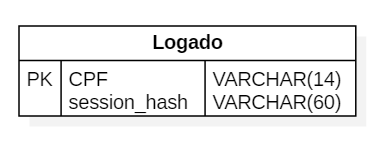 Logado
PK CPF VARCHAR(14)
session_hash VARCHAR(60)